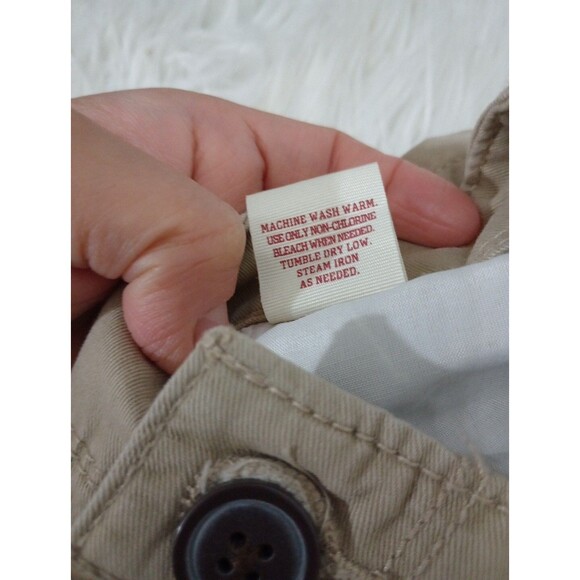 MACHINE WASH WARM.
USE ONLY NON-CHLORINE
BLEACH WHEN NEEDED.
TUMBLE DRY LOW.
STEAM IRON
AS NEEDED.